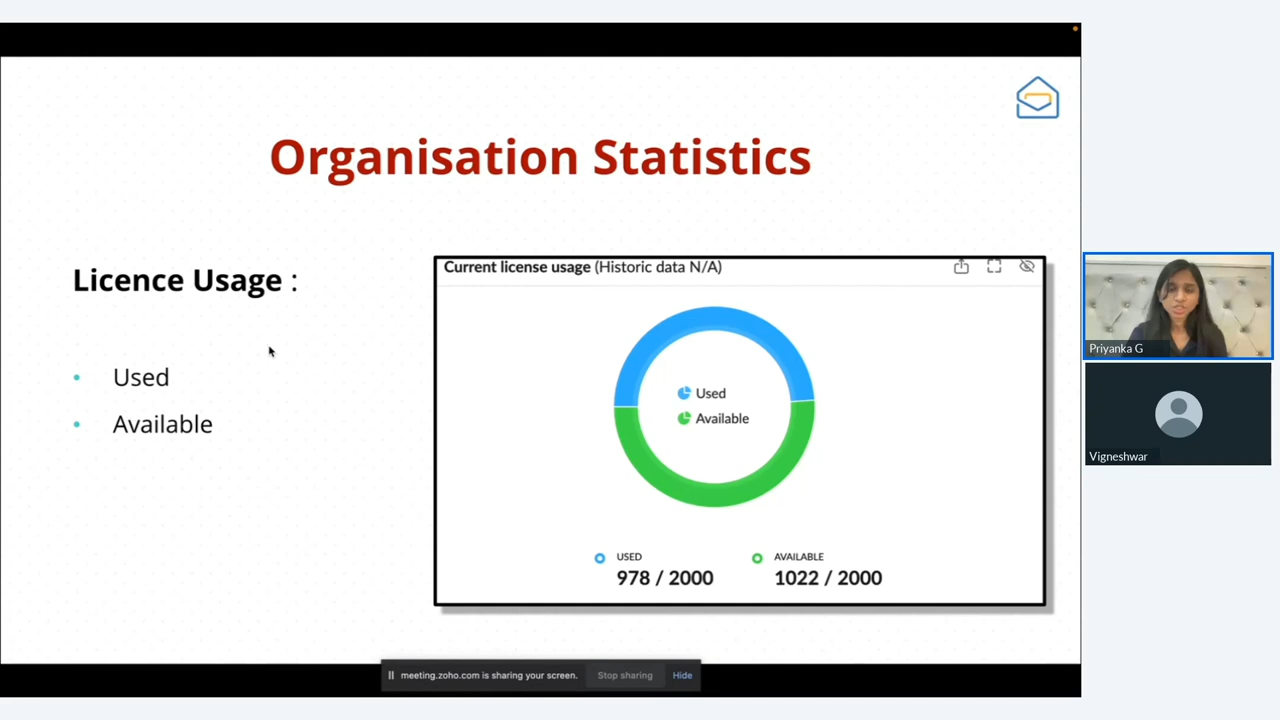 Organisation Statistics
Licence Usage :
• Used
• Available
Current license usage (Historic data N/A)
Used
Available
USED
978 / 2000
AVAILABLE
1022 / 2000
Priyanka G
Vigneshwar
meeting.zoho.com is sharing your screen. Stop sharing Hide